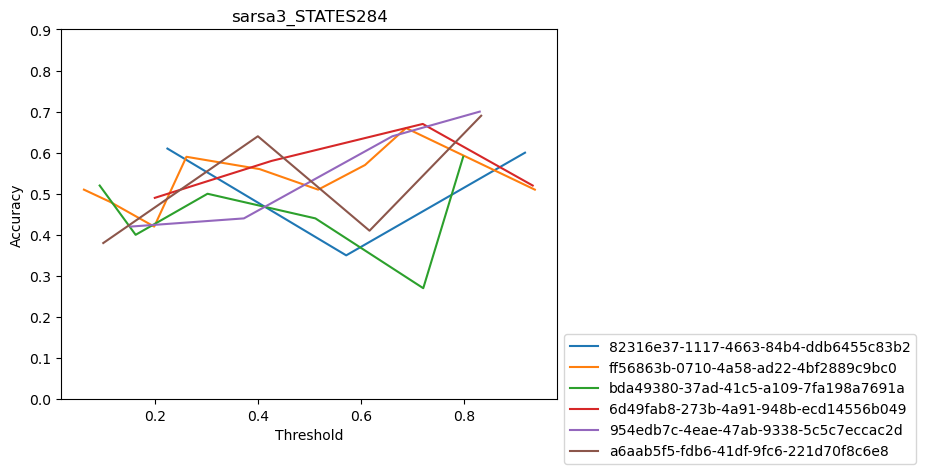 sarsa3_STATES284
0.9
0.8
0.7
0.6
0.5
0.4
0.3
0.2
0.1
0.0
Accuracy
0.2 0.4 0.6 0.8
Threshold
82316e37-1117-4663-84b4-ddb6455c83b2
ff56863b-0710-4a58-ad22-4bf2889c9bc0
bda49380-37ad-41c5-a109-7fa198a7691a
6d49fab8-273b-4a91-948b-ecd14556b049
954edb7c-4eae-47ab-9338-5c5c7eccac2d
a6aab5f5-fdb6-41df-9fc6-221d70f8c6e8